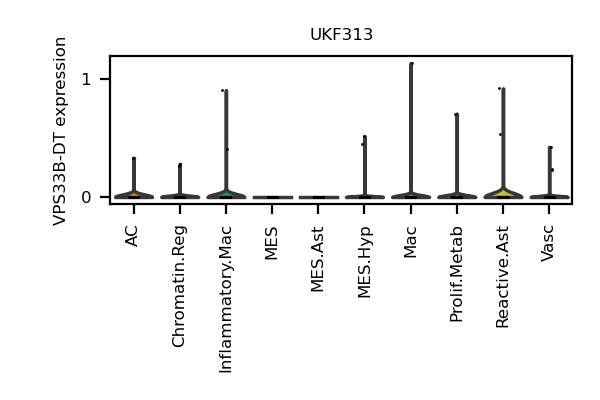 UKF313
VPS33B-DT expression
1
0
AC
Chromatin.Reg
Inflammatory.Mac
MES
MES.Ast
MES.Hyp
Mac
Prolif.Metab
Reactive.Ast
Vasc